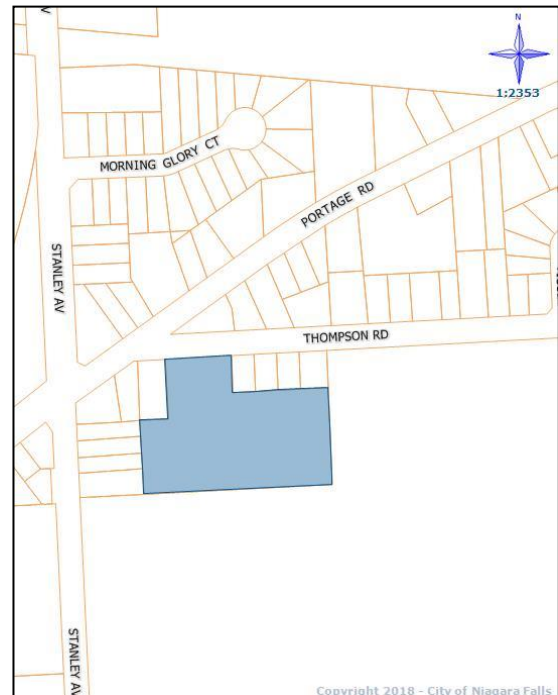 N
1:2353
MORNING GLORY CT
PORTAGE RD
STANLEY AV
THOMPSON RD
STANLEY AV
Copyright 2018 - City of Niagara Falls